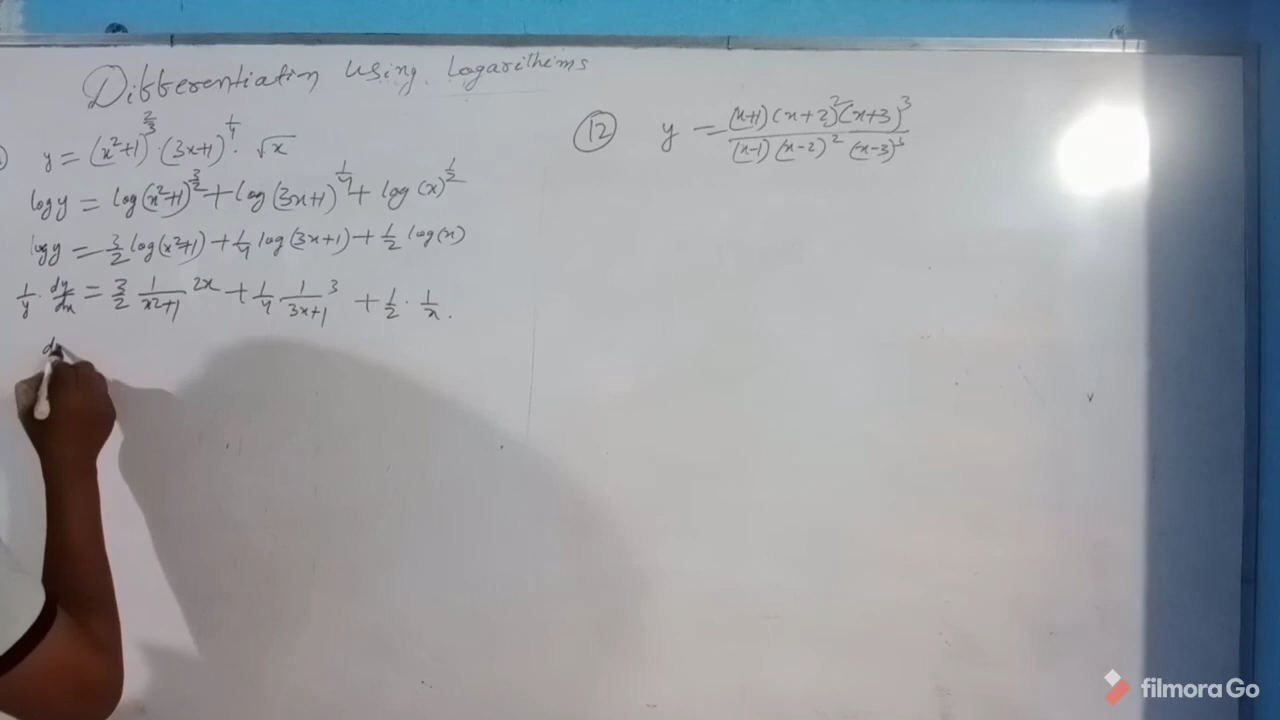 Differentiation using Logarithems
y = (x²+1)^(2/3) · (3x+1)^(1/4) · √x
log y = log(x²+1)^(3/2) + log(3x+1)^(1/4) + log(x)^(1/2)
log y = 3/2 log(x²+1) + 1/4 log(3x+1) + 1/2 log(x)
1/y · dy/dx = 3/2 1/(x²+1) 2x + 1/4 1/(3x+1) 3 + 1/2 · 1/x.
d
12 y = (x+1)(x+2)²(x+3)³ / (x-1)(x-2)²(x-3)³
filmora Go